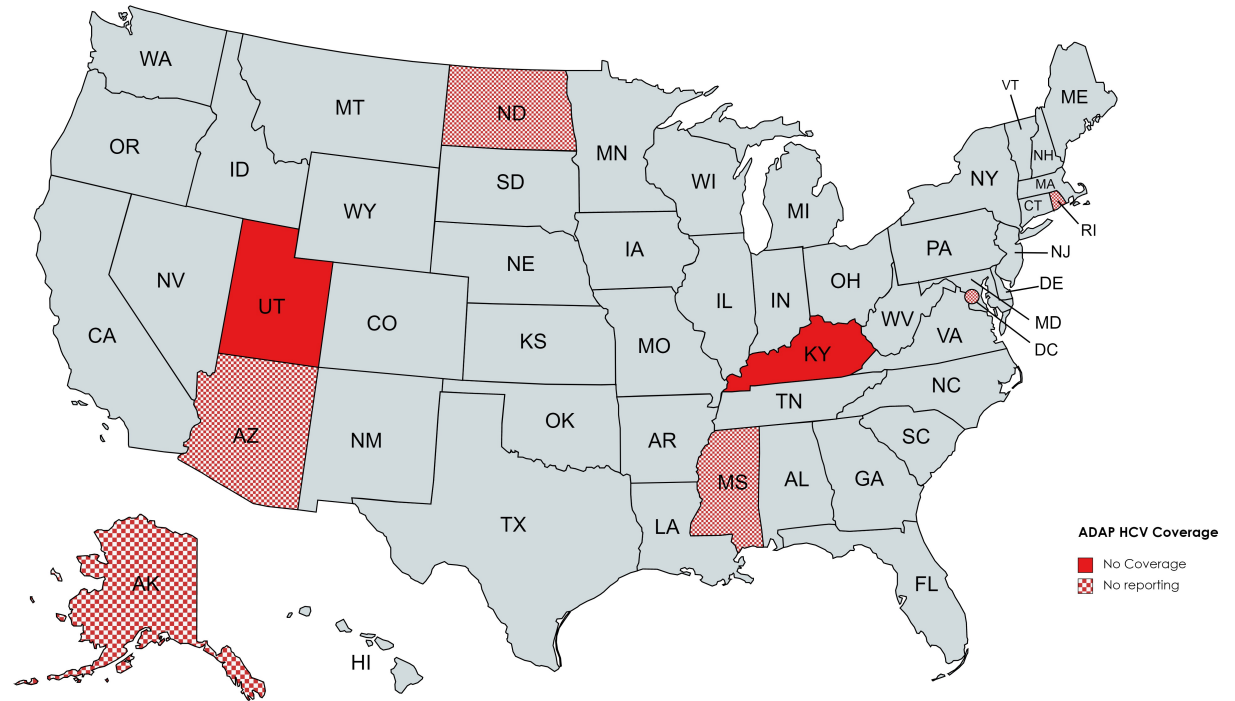 WA
MT
ND
VT
ME
OR
ID
MN
NH
SD
WI
NY
MA
WY
MI
CT
RI
IA
PA
NJ
NE
NV
OH
DE
UT
IL
IN
CO
WV
MD
CA
KS
MO
KY
VA
DC
TN
NC
AZ
NM
OK
AR
SC
MS
AL
GA
TX
LA
ADAP HCV Coverage
No Coverage
No reporting
AK
FL
HI